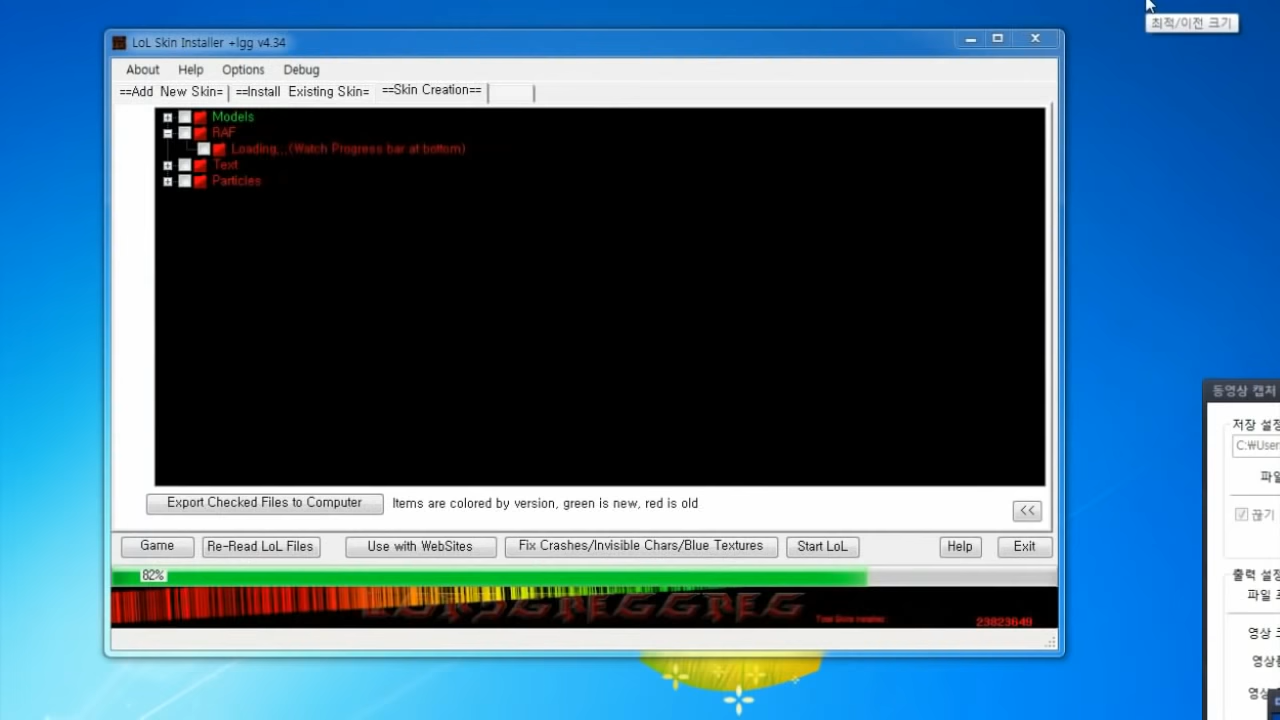 최적/이전 크기
LoL Skin Installer +lgg v4.34
About Help Options Debug
==Add New Skin= ==Install Existing Skin= ==Skin Creation==
Models
RAF
Loading...(Watch Progress bar at bottom)
Text
Particles
동영상 캡처
저장 설정
C:₩User
파일
끊기
Export Checked Files to Computer Items are colored by version, green is new, red is old <<
Game Re-Read LoL Files Use with WebSites Fix Crashes/Invisible Chars/Blue Textures Start LoL Help Exit
82%
출력 설정
파일
Total Skins Installed: 23823649
영상
영상
영상